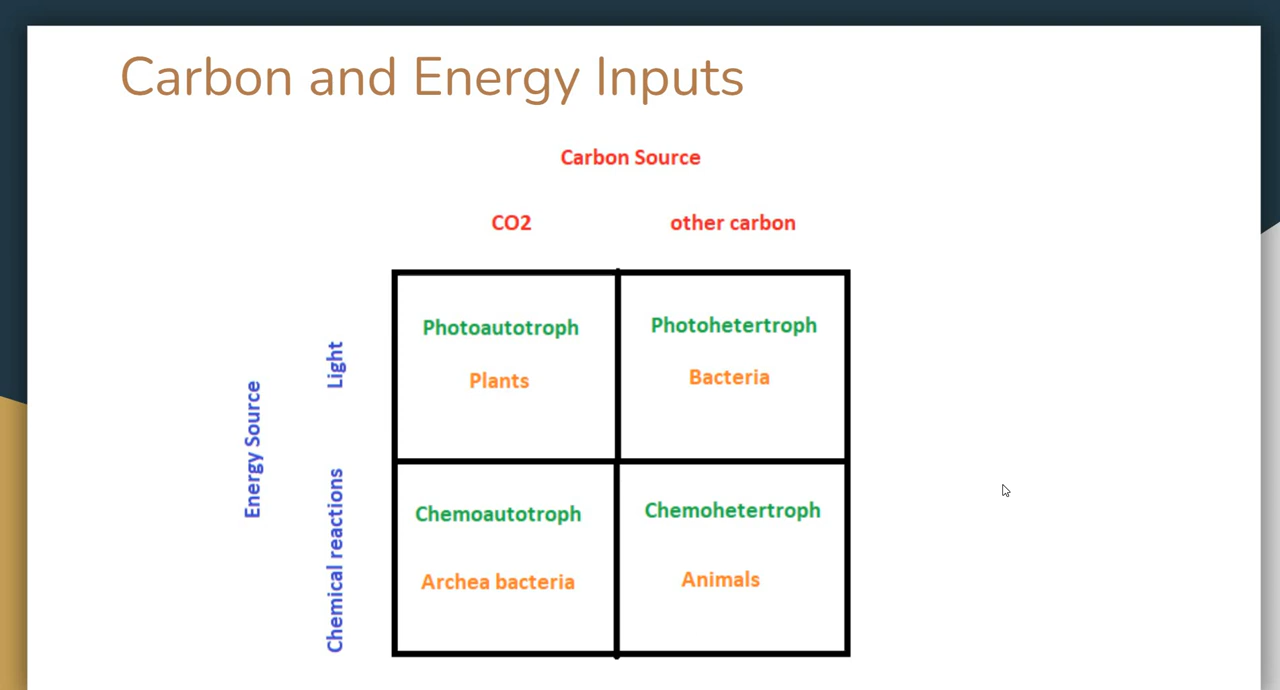 Carbon and Energy Inputs
Carbon Source
CO2
other carbon
Energy Source
Light
Photoautotroph
Plants
Photohetertroph
Bacteria
Chemical reactions
Chemoautotroph
Archea bacteria
Chemohetertroph
Animals